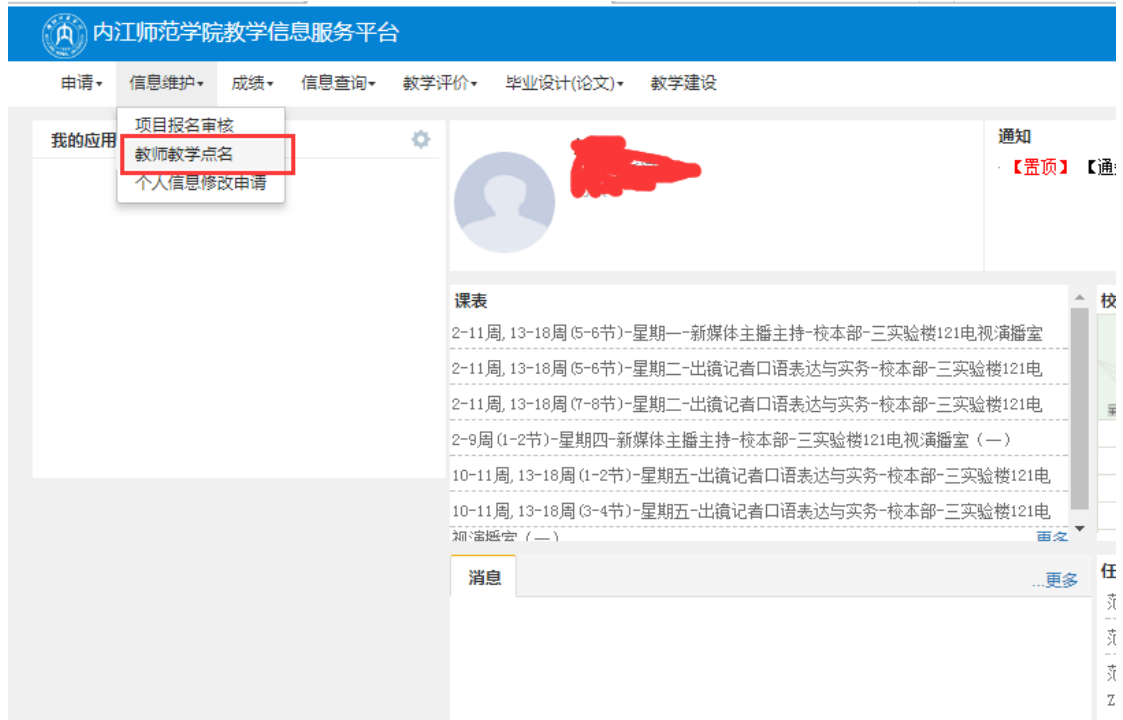 内江师范学院教学信息服务平台
申请 信息维护 成绩 信息查询 教学评价 毕业设计(论文) 教学建设
项目报名审核
教师教学点名
个人信息修改申请
我的应用
通知
·【置顶】【通
课表
2-11周,13-18周(5-6节)-星期一-新媒体主播主持-校本部-三实验楼121电视演播室
2-11周,13-18周(5-6节)-星期二-出镜记者口语表达与实务-校本部-三实验楼121电
2-11周,13-18周(7-8节)-星期二-出镜记者口语表达与实务-校本部-三实验楼121电
2-9周(1-2节)-星期四-新媒体主播主持-校本部-三实验楼121电视演播室（一）
10-11周,13-18周(1-2节)-星期五-出镜记者口语表达与实务-校本部-三实验楼121电
10-11周,13-18周(3-4节)-星期五-出镜记者口语表达与实务-校本部-三实验楼121电
视演播室（一）
更多
校
消息
...更多
任
范
范
范
Z